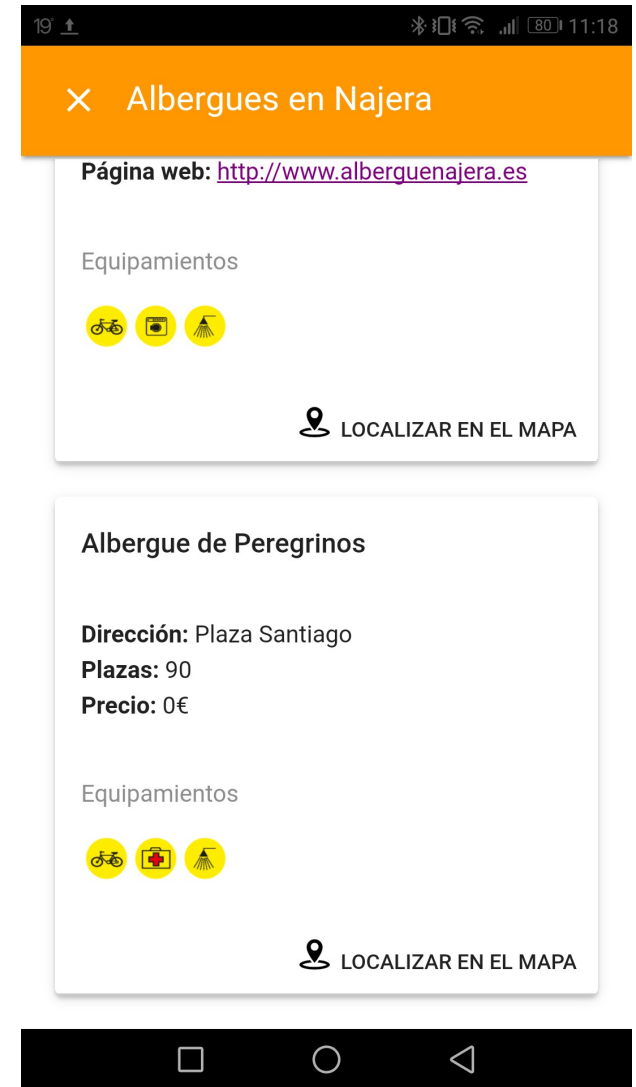 19° 80 11:18
Albergues en Najera
Página web: http://www.alberguenajera.es
Equipamientos
LOCALIZAR EN EL MAPA
Albergue de Peregrinos
Dirección: Plaza Santiago
Plazas: 90
Precio: 0€
Equipamientos
LOCALIZAR EN EL MAPA